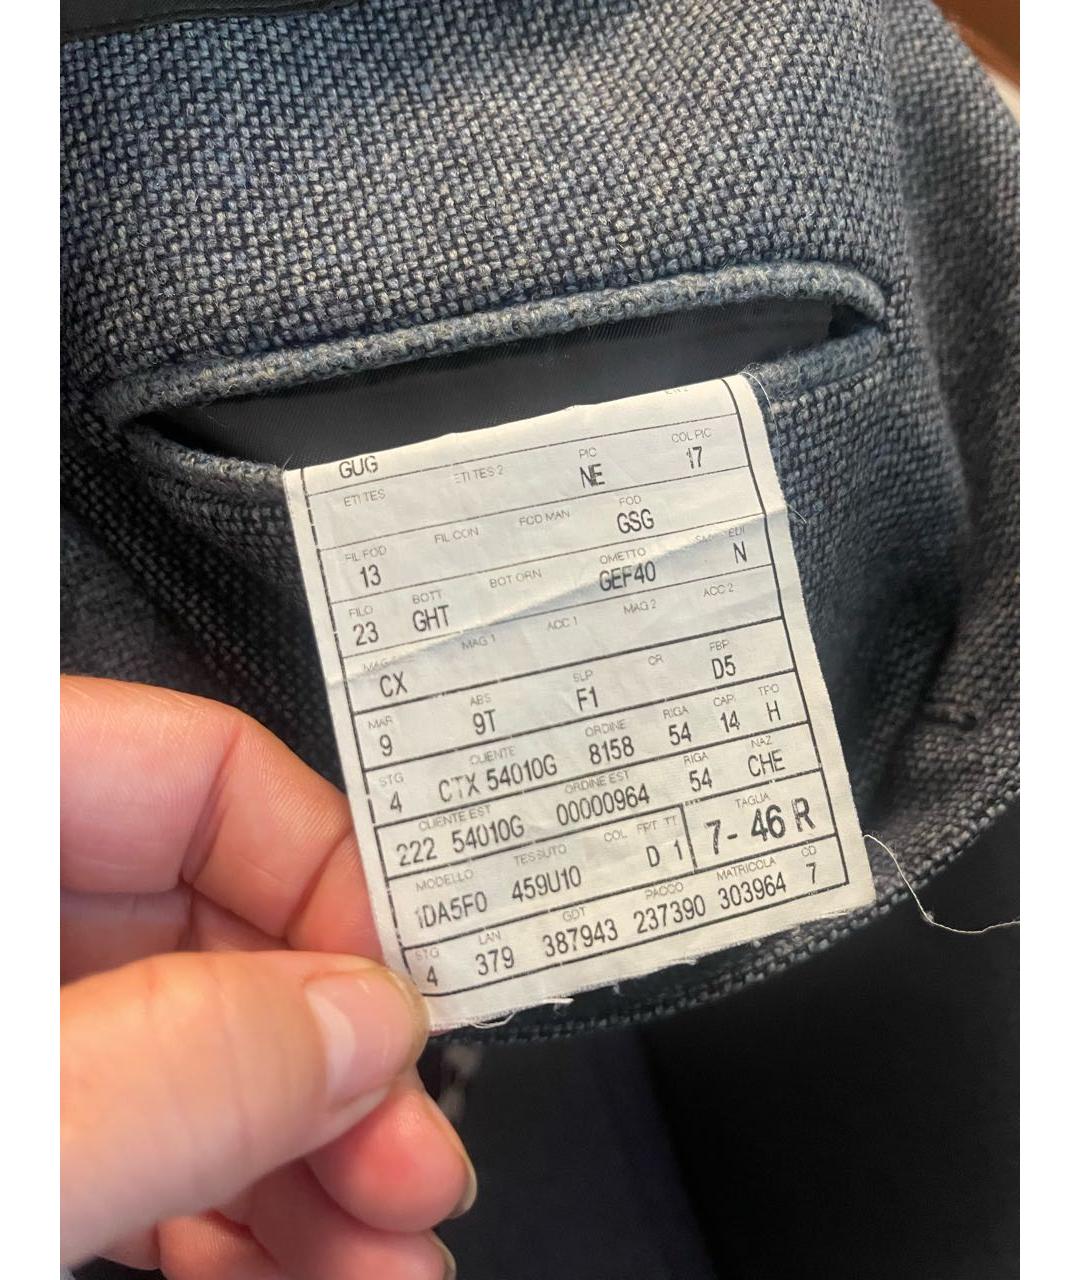 GUG
ETI TES ETI TES 2 PIC COL PIC
NE 17
FIL FOD FIL CON FCD MAN FOD
13 GSG
FILO BOTT BOT ORN OMETTO
23 GHT GEF40 N
MAG 1 ACC 1 MAG 2 ACC 2
CX
MAR ABS SLP CR FBP
9 9T F1 D5
STG CLIENTE ORDINE RIGA CAP. TPO
4 CTX 54010G 8158 54 14 H
CLIENTE EST ORDINE EST RIGA NAZ
222 54010G 00000964 54 CHE
MODELLO TESSUTO COL FPT TT TAGLIA
1DA5F0 459U10 D 1 7- 46 R
STG LAN GDT PACCO MATRICOLA CD
4 379 387943 237390 303964 7